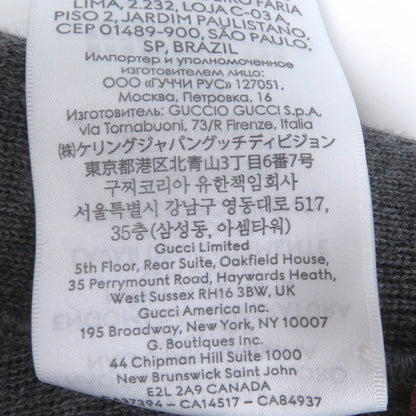 LIMA, 2.232, LOJA C-03 A,
PISO 2, JARDIM PAULISTANO,
CEP 01489-900, SÃO PAULO,
SP, BRAZIL
Импортер и уполномоченное
изготовителем лицо:
ООО «ГУЧЧИ РУС» 127051,
Москва, Петровка, 16
Изготовитель: GUCCIO GUCCI S.p.A.
via Tornabuoni, 73/R Firenze, Italia
(株)ケリングジャパングッチディビジョン
東京都港区北青山3丁目6番7号
구찌코리아 유한책임회사
서울특별시 강남구 영동대로 517,
35층(삼성동, 아셈타워)
Gucci Limited
5th Floor, Rear Suite, Oakfield House,
35 Perrymount Road, Haywards Heath,
West Sussex RH16 3BW, UK
Gucci America Inc.
195 Broadway, New York, NY 10007
G. Boutiques Inc.
44 Chipman Hill Suite 1000
New Brunswick Saint John
E2L 2A9 CANADA
CA37394 - CA14517 - CA84937